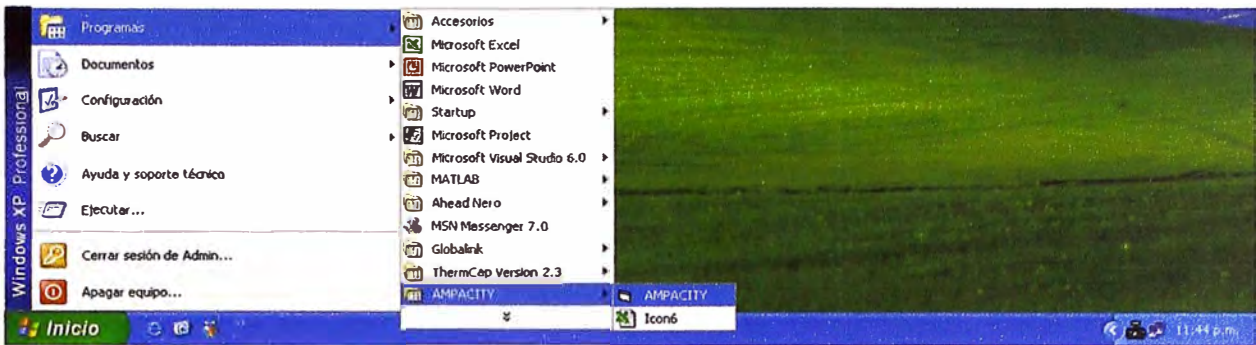 Windows XP Professional
Programas
Documentos
Configuración
Buscar
Ayuda y soporte técnico
Ejecutar...
Cerrar sesión de Admin...
Apagar equipo...
Accesorios
Microsoft Excel
Microsoft PowerPoint
Microsoft Word
Startup
Microsoft Project
Microsoft Visual Studio 6.0
MATLAB
Ahead Nero
MSN Messenger 7.0
Globalink
ThermCap Version 2.3
AMPACITY
AMPACITY
Icon6
Inicio
11:44 p.m.